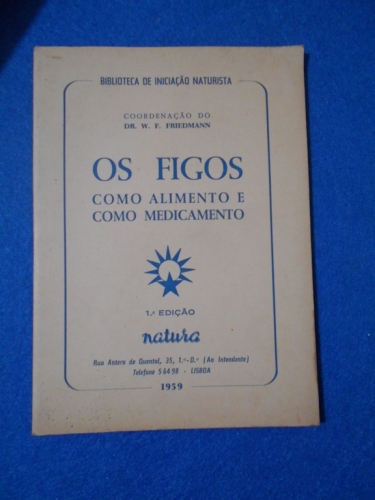 BIBLIOTECA DE INICIAÇÃO NATURISTA
COORDENAÇÃO DO
DR. W. F. FRIEDMANN
OS FIGOS
COMO ALIMENTO E
COMO MEDICAMENTO
1.ª EDIÇÃO
natura
Rua Antero de Quental, 35, 1.º-D.º (Ao Intendente)
Telefone 5 64 98 - LISBOA
1959